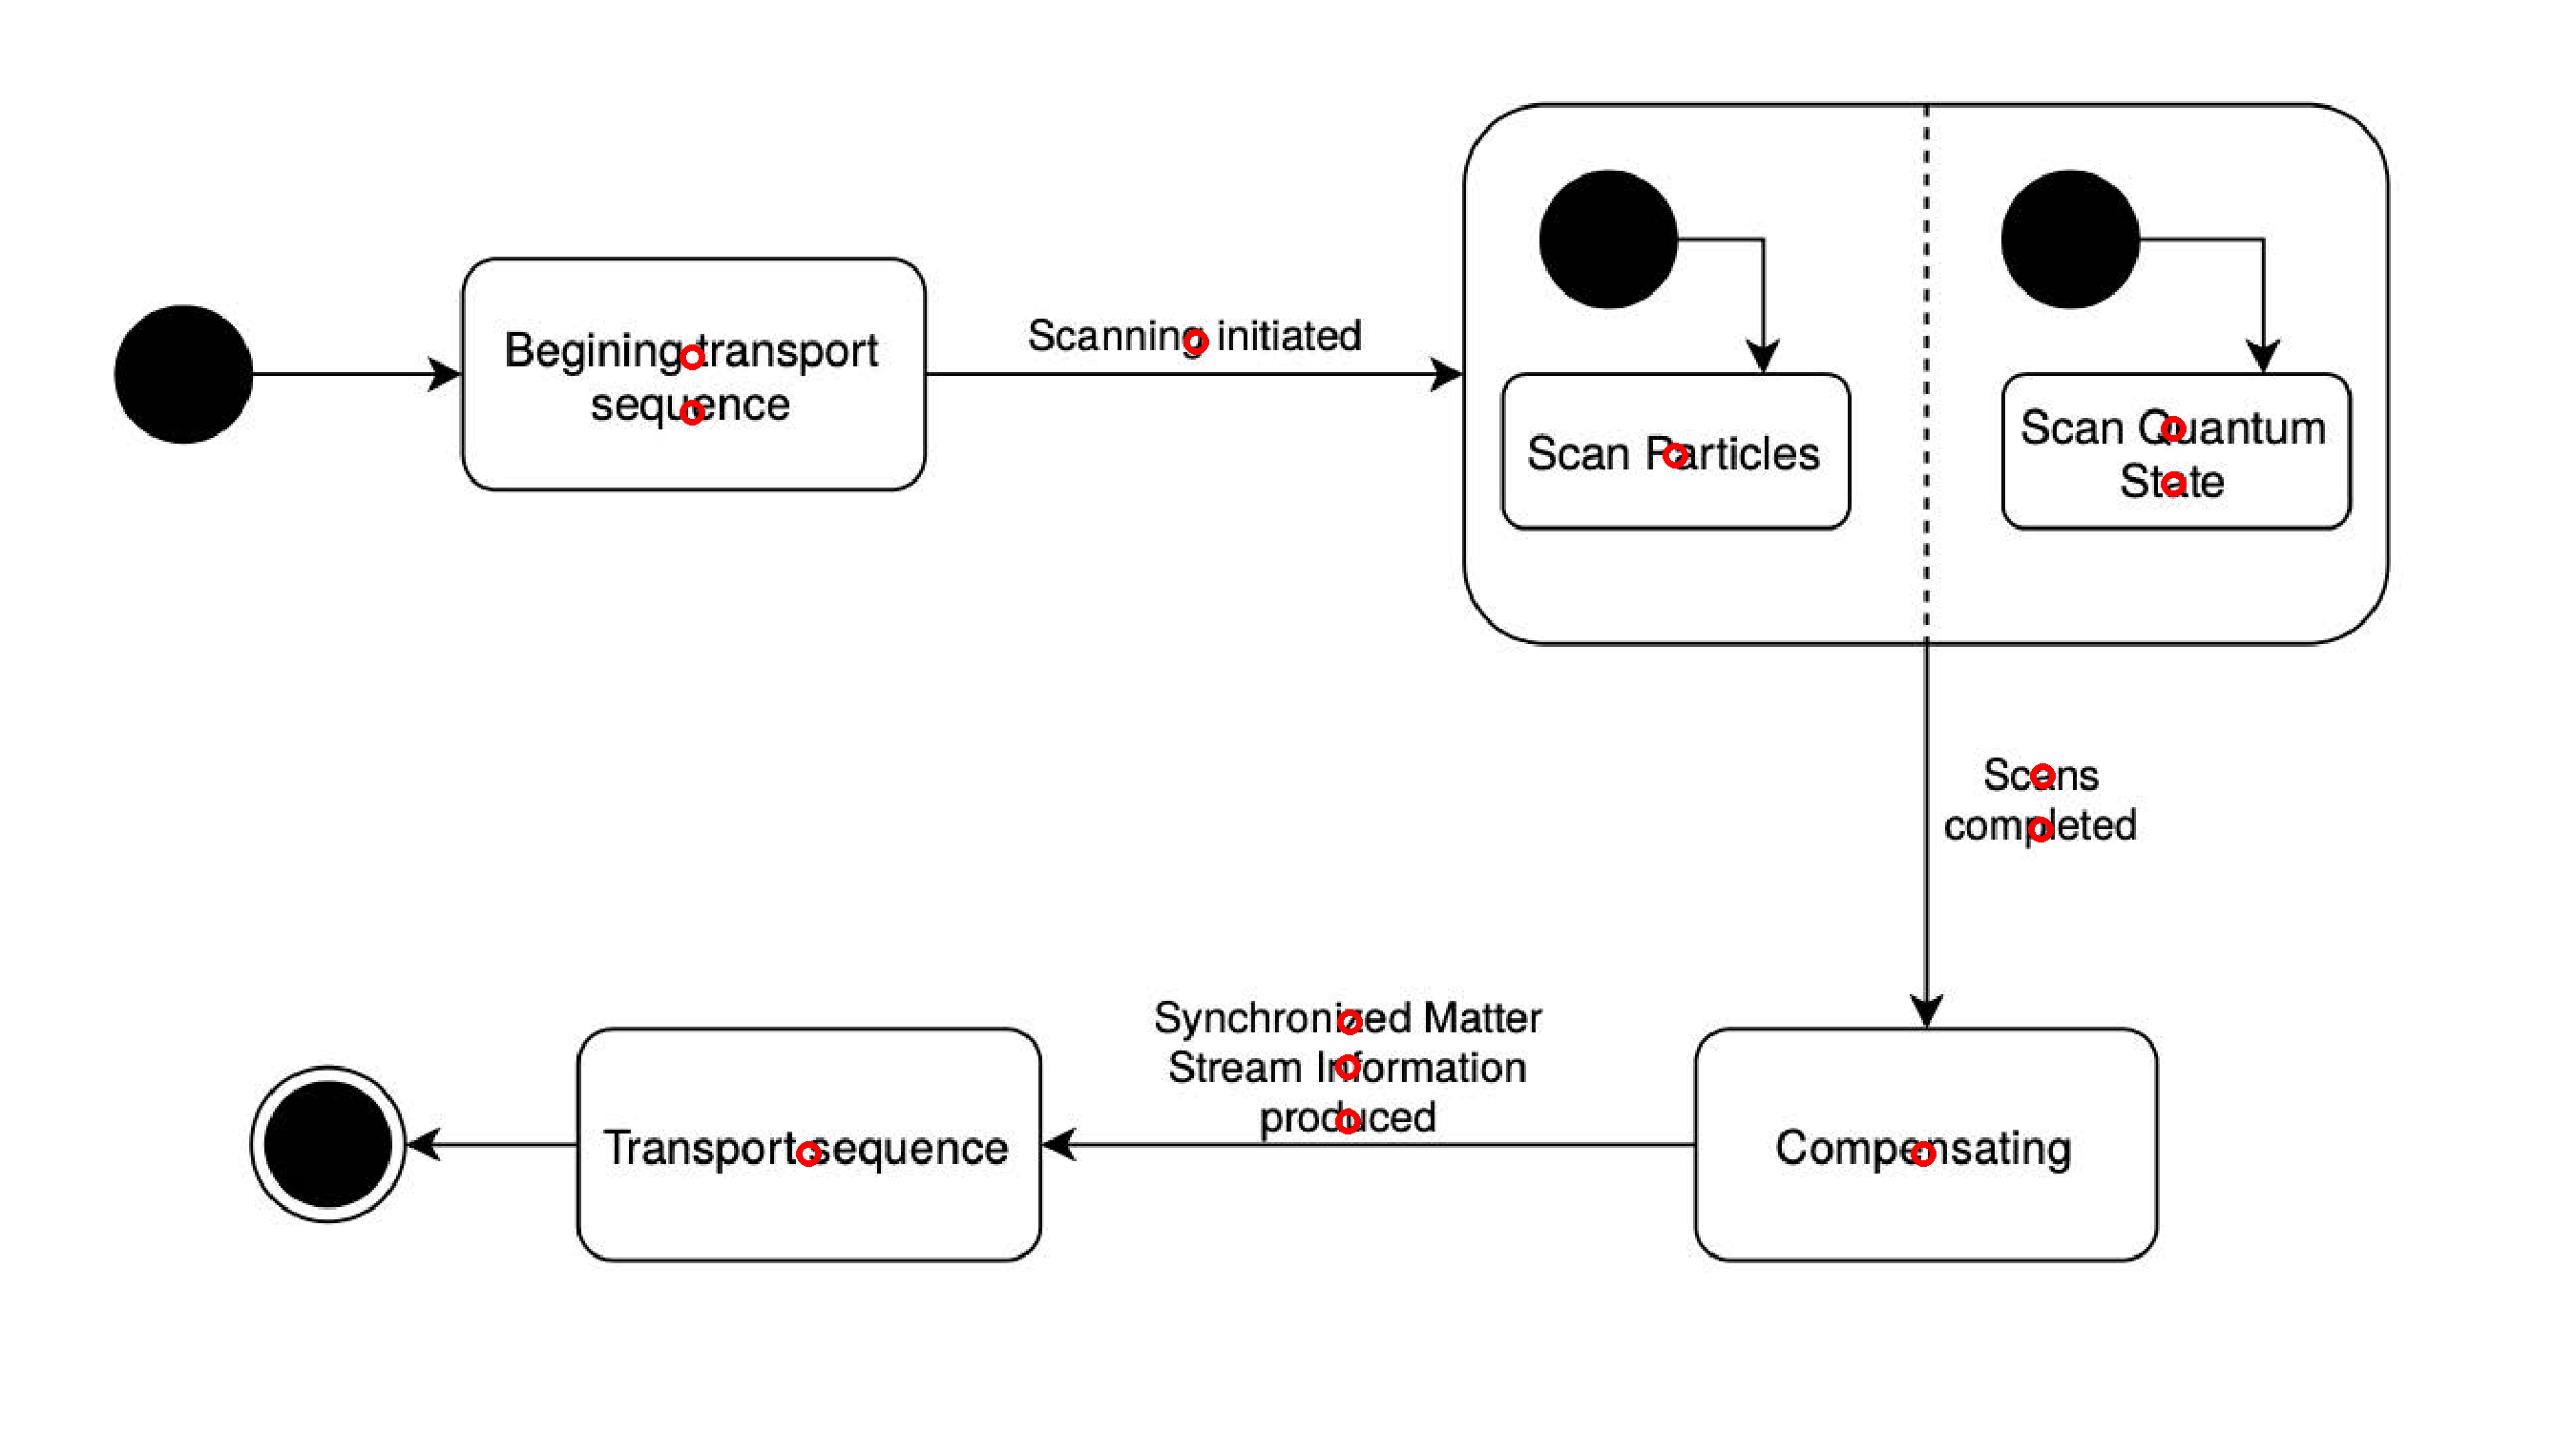 Begining transport
sequence
Scanning initiated
Scan Particles
Scan Quantum
State
Scans
completed
Synchronized Matter
Stream Information
produced
Transport sequence
Compensating